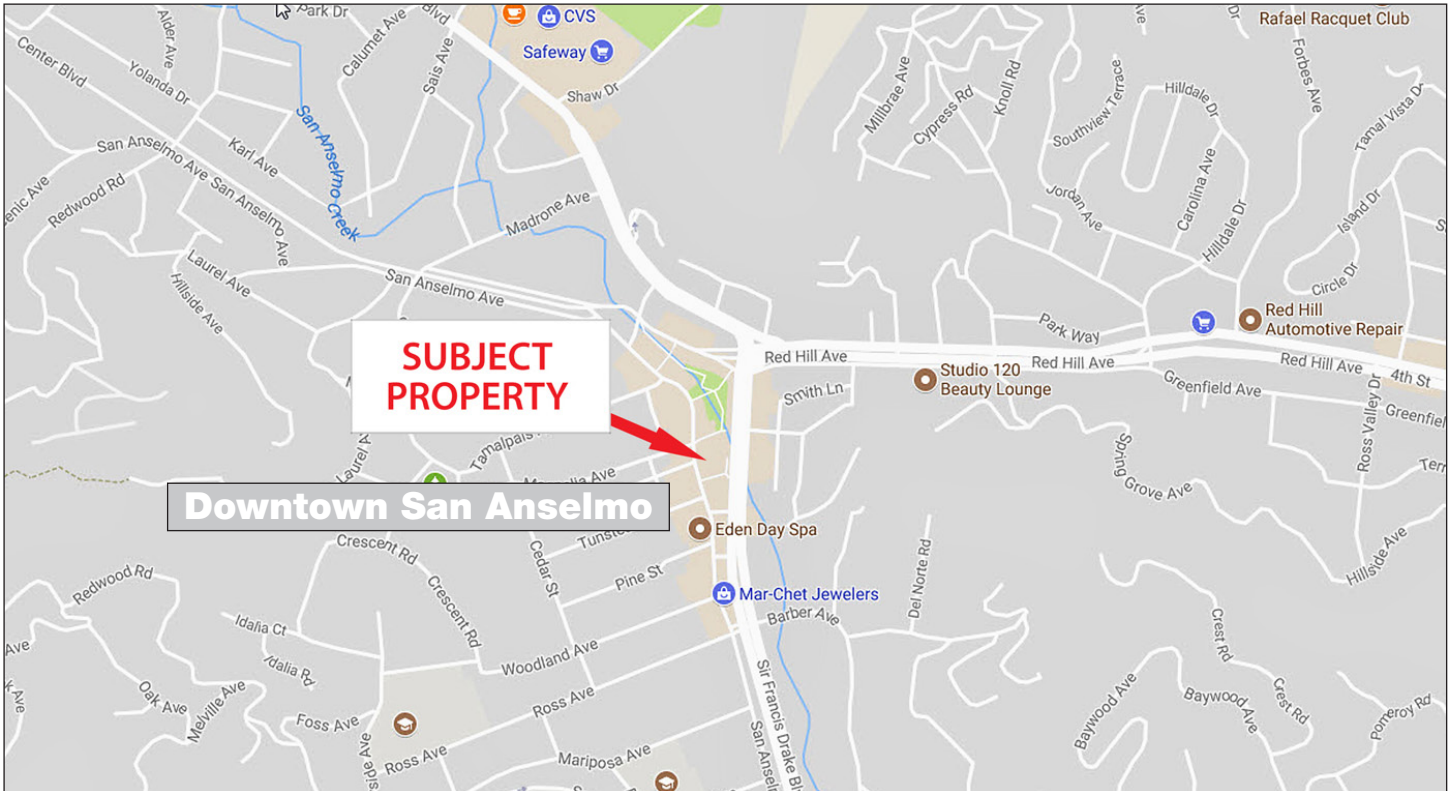 Park Dr
Blvd
CVS
Rafael Racquet Club
Alder Ave
Calumet Ave
Sais Ave
Safeway
Center Blvd
Yolanda Dr
Shaw Dr
Millbrae Ave
Cypress Rd
Knoll Rd
Southview Terrace
Hilldale Dr
Forbes Ave
Tamal Vista Dr
San Anselmo Creek
San Anselmo Ave
San Anselmo Ave
Karl Ave
Redwood Rd
Madrone Ave
Jordan Ave
Carolina Ave
Hilldale Dr
Island Dr
Circle Dr
Laurel Ave
Hillside Ave
San Anselmo Ave
Red Hill
Automotive Repair
Park Way
SUBJECT
PROPERTY
Red Hill Ave
Red Hill Ave
Red Hill Ave
4th St
Studio 120
Beauty Lounge
Smith Ln
Greenfield Ave
Ross Valley Dr
Spring Grove Ave
Hillside Ave
Downtown San Anselmo
Eden Day Spa
Crescent Rd
Crescent Rd
Cedar St
Pine St
Del Norte Rd
Redwood Rd
Mar-Chet Jewelers
Barber Ave
Idalia Ct
Idalia Rd
Woodland Ave
Crest Rd
Crest Rd
Ave
Oak Ave
Melville Ave
Foss Ave
Ross Ave
Ross Ave
Mariposa Ave
Sir Francis Drake
Baywood Ave
Baywood Ave
Pomeroy Rd